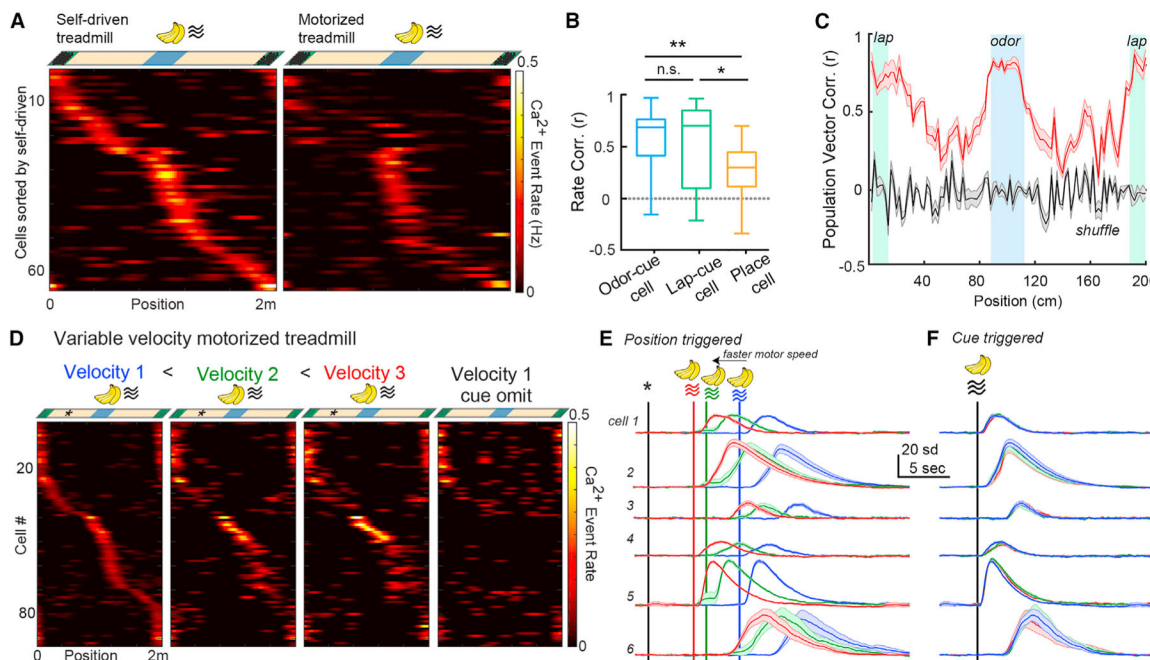 A
Self-driven
treadmill
Motorized
treadmill
Cells sorted by self-driven
10
60
0
Position
2m
0
2m
0.5
Ca2+ Event Rate (Hz)
0
B
**
n.s.
*
Rate Corr. (r)
1
0.5
0
-0.5
Odor-cue
cell
Lap-cue
cell
Place
cell
C
lap
odor
lap
Population Vector Corr. (r)
1
0.5
0
-0.5
shuffle
40
80
120
160
200
Position (cm)
D
Variable velocity motorized treadmill
Velocity 1 < Velocity 2 < Velocity 3
Velocity 1
cue omit
*
*
*
Cell #
20
80
0
Position
2m
0.5
Ca2+ Event Rate
0
E
Position triggered
faster motor speed
*
cell 1
2
3
4
5
6
20 sd
5 sec
F
Cue triggered